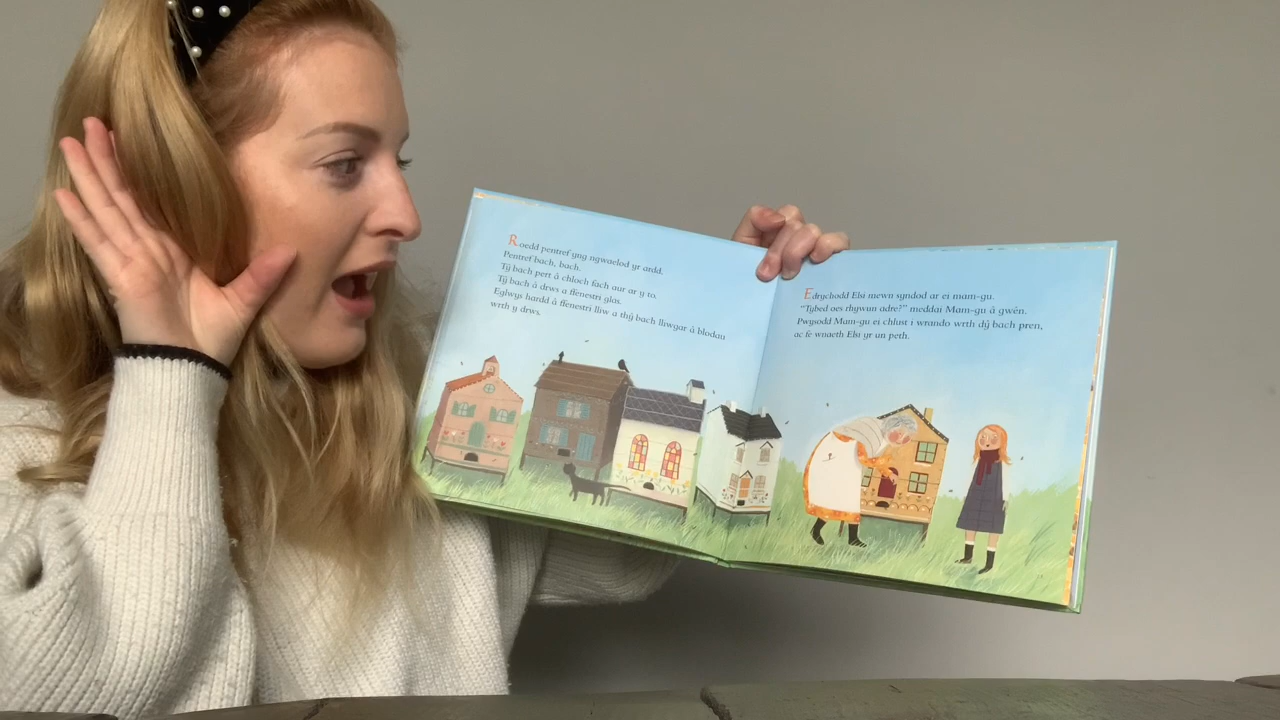 Roedd pentref yng ngwaelod yr ardd.
Pentref bach, bach.
Tŷ bach pert â chloch fach aur ar y to.
Tŷ bach â drws a ffenestri glas.
Eglwys hardd â ffenestri lliw a thŷ bach lliwgar â blodau
wrth y drws.
Edrychodd Elsi mewn syndod ar ei mam-gu.
“Tybed oes rhywun adre?” meddai Mam-gu â gwên.
Pwysodd Mam-gu ei chlust i wrando wrth dŷ bach pren,
ac fe wnaeth Elsi yr un peth.